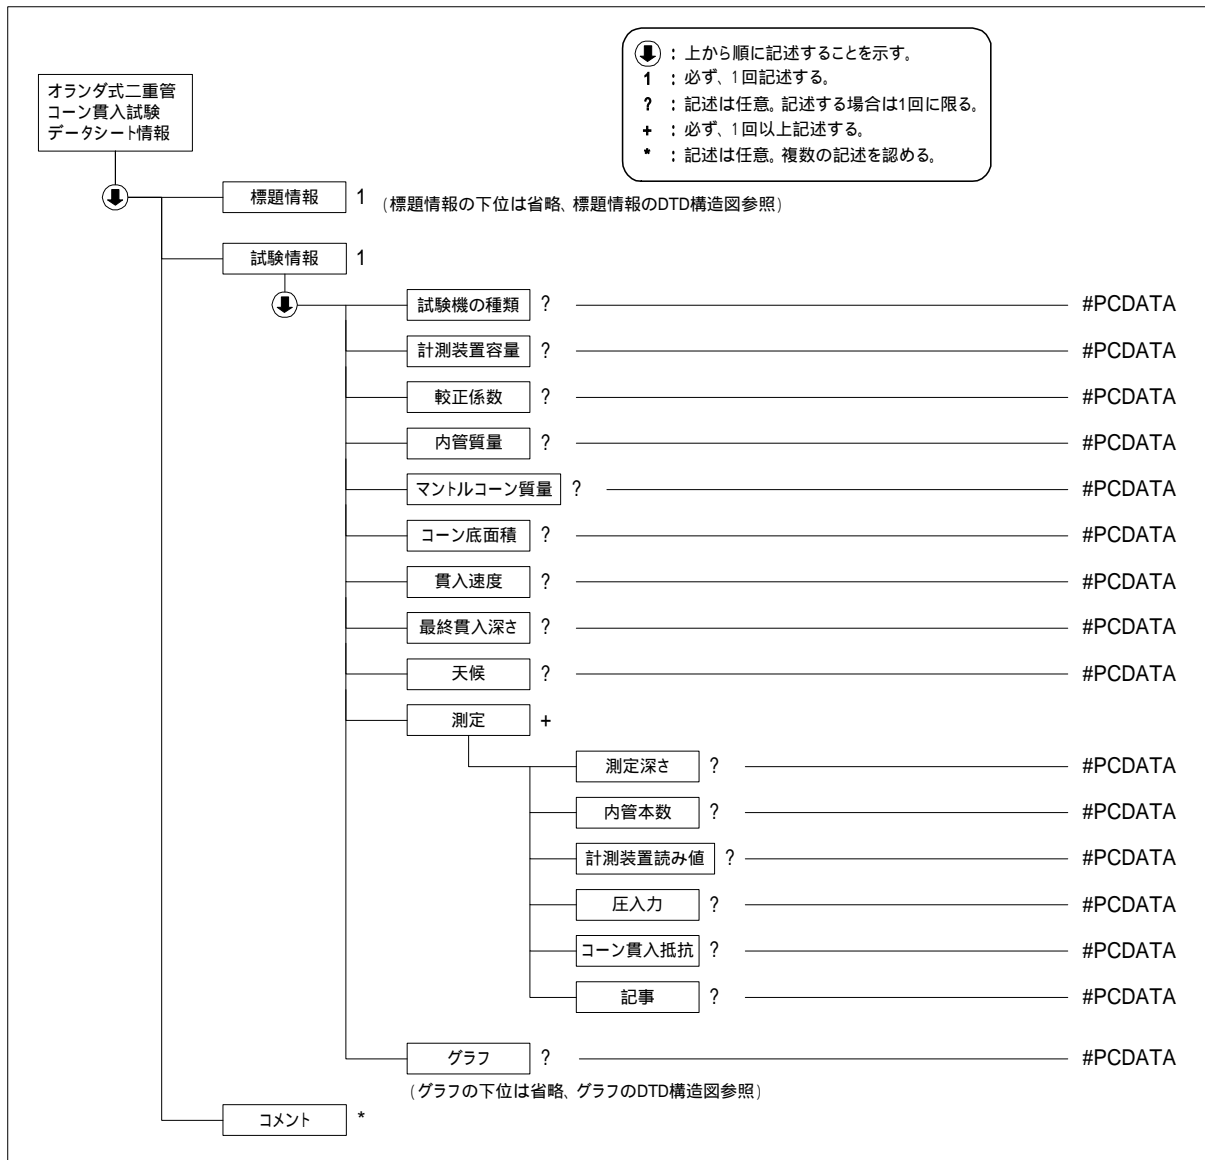 ：上から順に記述することを示す。
1 ：必ず、1回記述する。
? ：記述は任意。記述する場合は1回に限る。
+ ：必ず、1回以上記述する。
* ：記述は任意。複数の記述を認める。
オランダ式二重管
コーン貫入試験
データシート情報
標題情報 1 (標題情報の下位は省略、標題情報のDTD構造図参照)
試験情報 1
試験機の種類 ? #PCDATA
計測装置容量 ? #PCDATA
較正係数 ? #PCDATA
内管質量 ? #PCDATA
マントルコーン質量 ? #PCDATA
コーン底面積 ? #PCDATA
貫入速度 ? #PCDATA
最終貫入深さ ? #PCDATA
天候 ? #PCDATA
測定 +
測定深さ ? #PCDATA
内管本数 ? #PCDATA
計測装置読み値 ? #PCDATA
圧入力 ? #PCDATA
コーン貫入抵抗 ? #PCDATA
記事 ? #PCDATA
グラフ ? #PCDATA
(グラフの下位は省略、グラフのDTD構造図参照)
コメント *